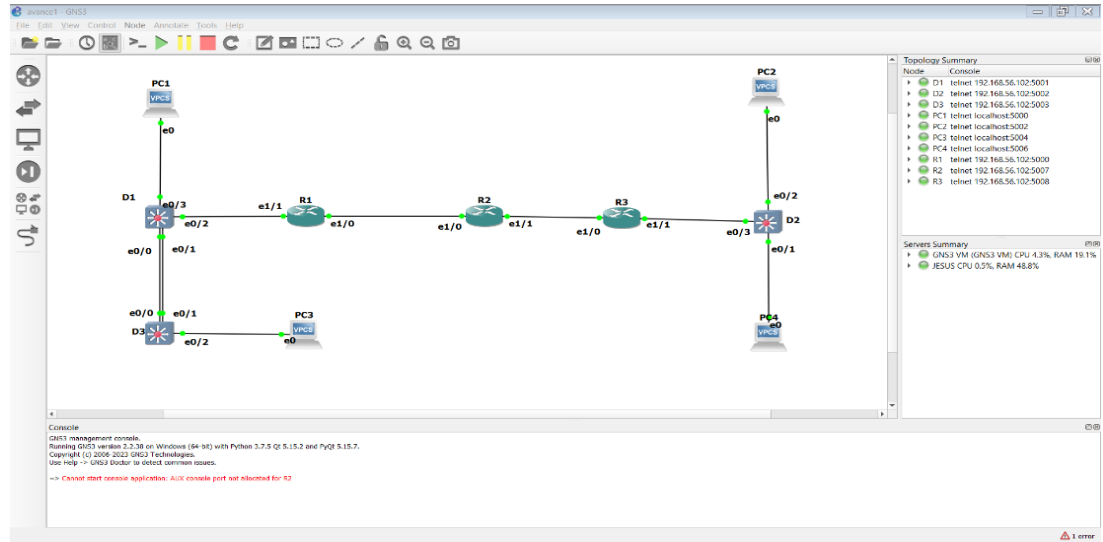 avance1 - GNS3
File Edit View Control Node Annotate Tools Help
Topology Summary
Node Console
D1 telnet 192.168.56.102:5001
D2 telnet 192.168.56.102:5002
D3 telnet 192.168.56.102:5003
PC1 telnet localhost:5000
PC2 telnet localhost:5002
PC3 telnet localhost:5004
PC4 telnet localhost:5006
R1 telnet 192.168.56.102:5000
R2 telnet 192.168.56.102:5007
R3 telnet 192.168.56.102:5008
Servers Summary
GNS3 VM (GNS3 VM) CPU 4.3%, RAM 19.1%
JESUS CPU 0.5%, RAM 48.8%
PC1
VPCS
e0
PC2
VPCS
e0
D1
e0/3
e0/2
e0/0
e0/1
e1/1
R1
e1/0
e1/0
R2
e1/1
e1/0
R3
e1/1
e0/2
e0/3
D2
e0/1
e0/0
e0/1
D3
e0/2
PC3
VPCS
e0
PC4
e0
VPCS
Console
GNS3 management console.
Running GNS3 version 2.2.38 on Windows (64-bit) with Python 3.7.5 Qt 5.15.2 and PyQt 5.15.7.
Copyright (c) 2006-2023 GNS3 Technologies.
Use Help -> GNS3 Doctor to detect common issues.
=> Cannot start console application: AUX console port not allocated for R2
1 error